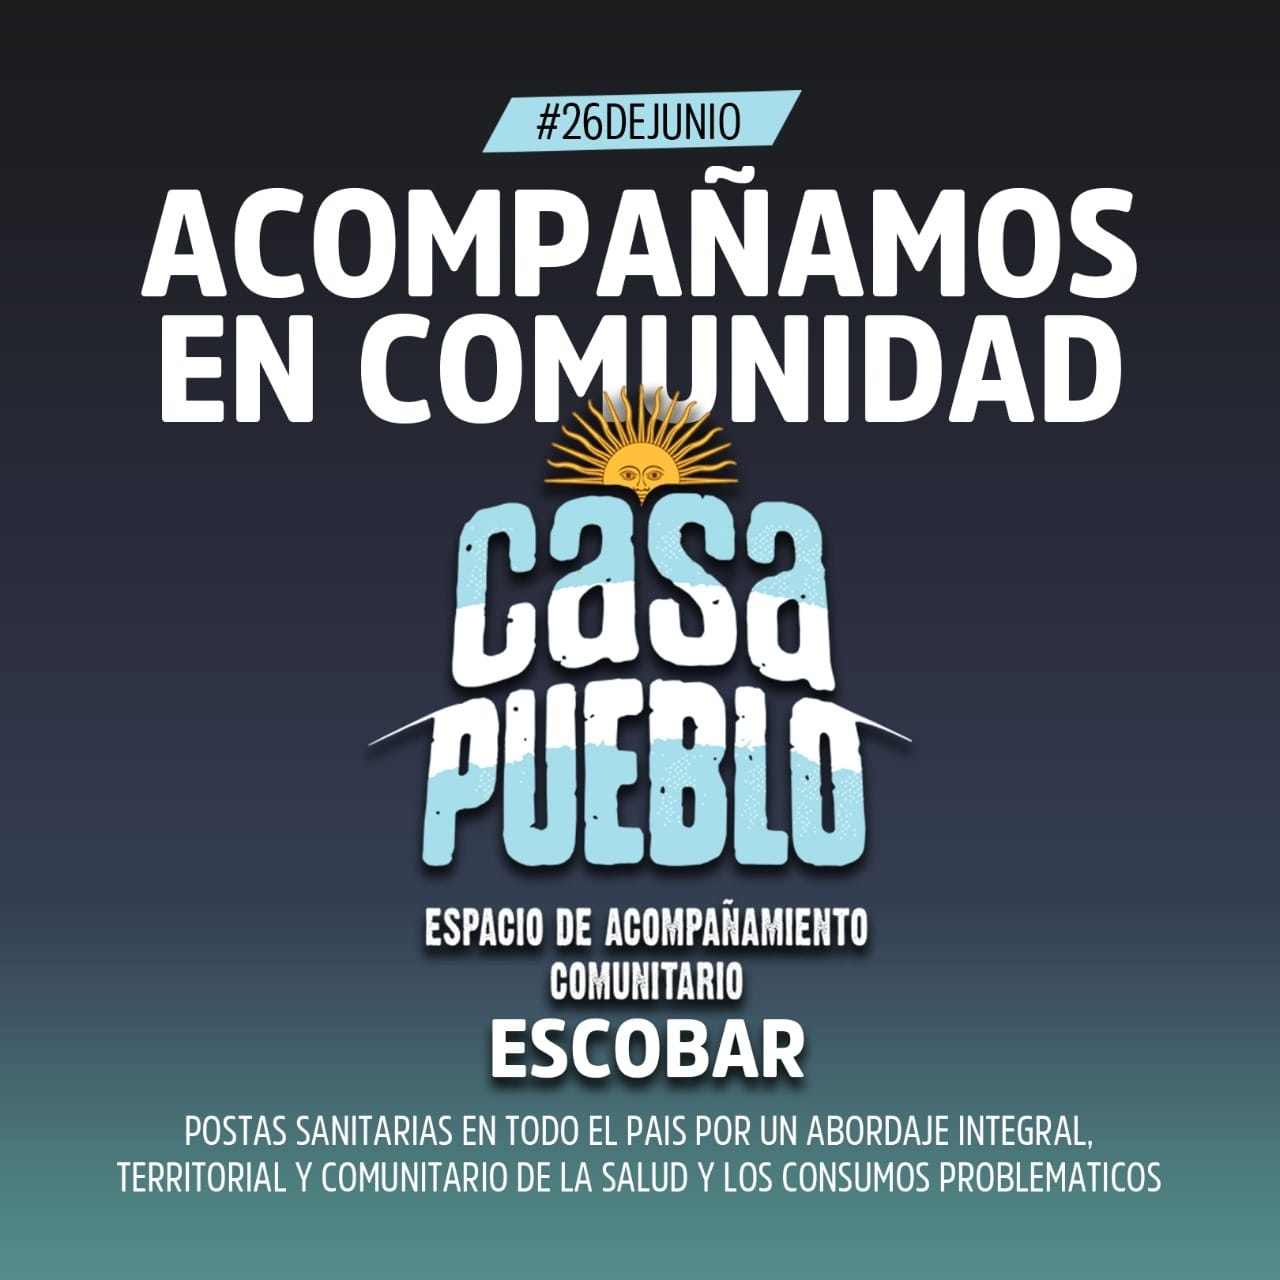 #26DEJUNIO
ACOMPAÑAMOS
EN COMUNIDAD
casa
PUEBLO
ESPACIO DE ACOMPAÑAMIENTO
COMUNITARIO
ESCOBAR
POSTAS SANITARIAS EN TODO EL PAIS POR UN ABORDAJE INTEGRAL,
TERRITORIAL Y COMUNITARIO DE LA SALUD Y LOS CONSUMOS PROBLEMATICOS